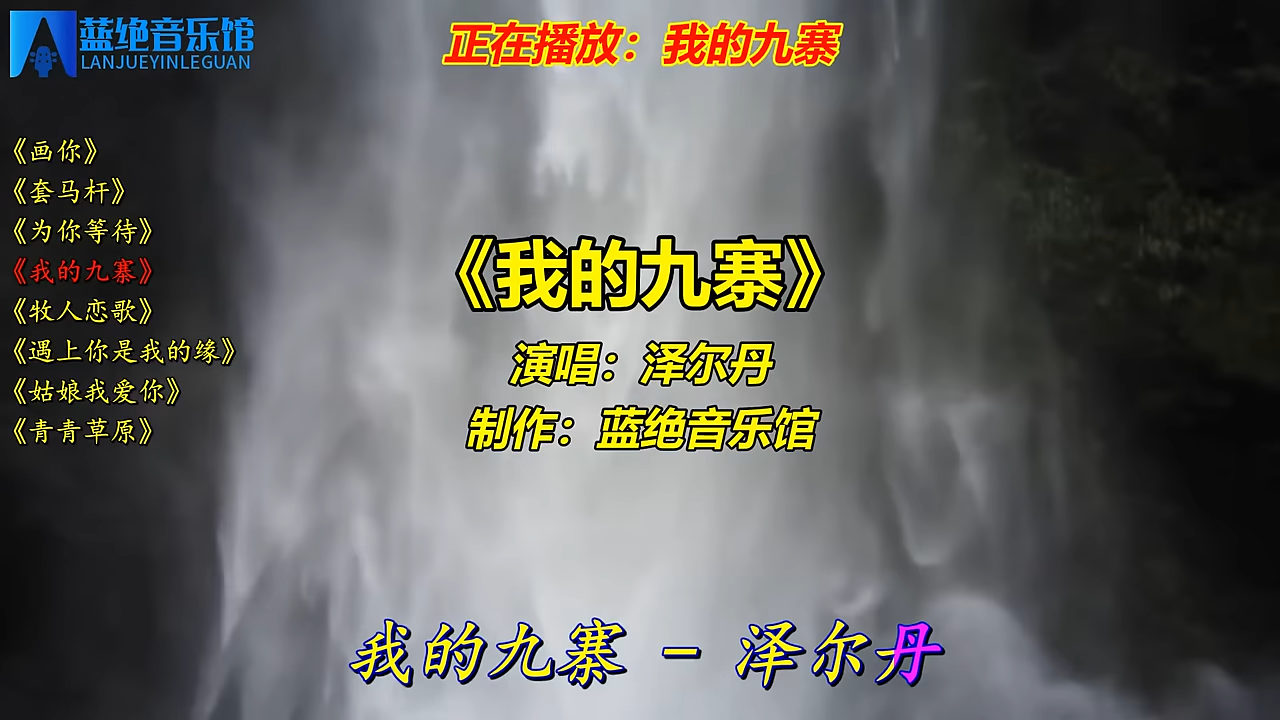 蓝绝音乐馆
LANJUEYINLEGUAN
正在播放：我的九寨
《画你》
《套马杆》
《为你等待》
《我的九寨》
《牧人恋歌》
《遇上你是我的缘》
《姑娘我爱你》
《青青草原》
《我的九寨》
演唱：泽尔丹
制作：蓝绝音乐馆
我的九寨 - 泽尔丹